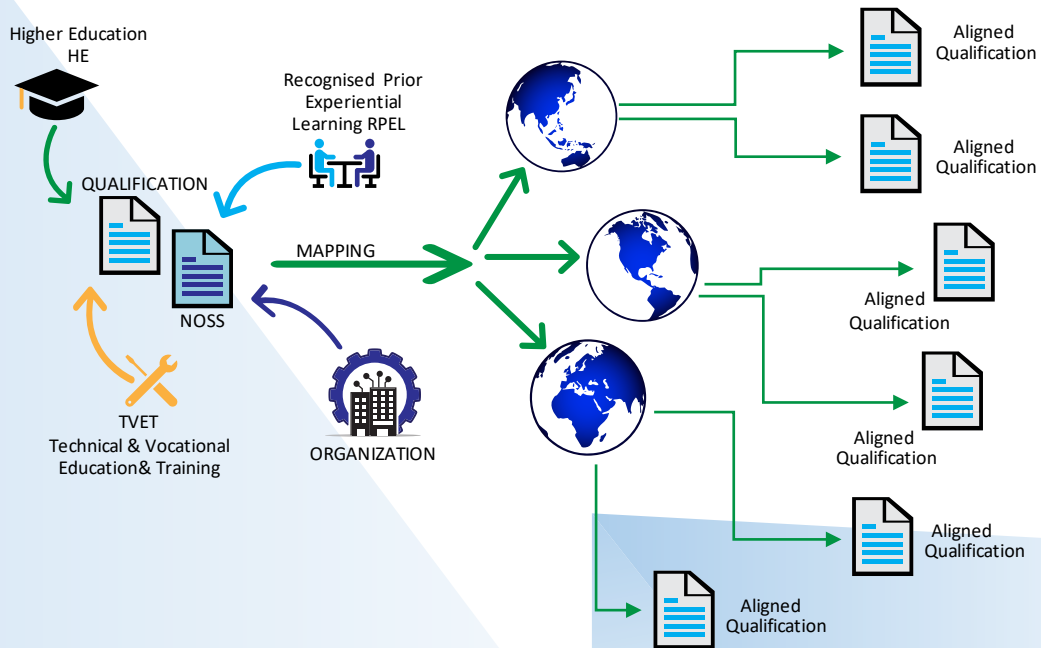 Higher Education
HE
Recognised Prior
Experiential
Learning RPEL
QUALIFICATION
NOSS
MAPPING
TVET
Technical & Vocational
Education& Training
ORGANIZATION
Aligned
Qualification
Aligned
Qualification
Aligned
Qualification
Aligned
Qualification
Aligned
Qualification
Aligned
Qualification